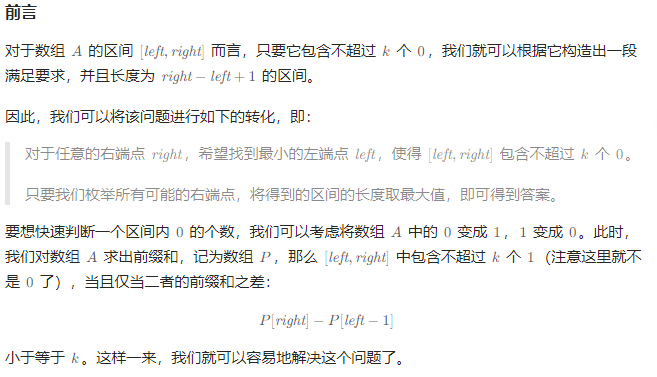 前言
对于数组 A 的区间 [left, right] 而言，只要它包含不超过 k 个 0，我们就可以根据它构造出一段
满足要求，并且长度为 right − left + 1 的区间。
因此，我们可以将该问题进行如下的转化，即：
对于任意的右端点 right，希望找到最小的左端点 left，使得 [left, right] 包含不超过 k 个 0。
只要我们枚举所有可能的右端点，将得到的区间的长度取最大值，即可得到答案。
要想快速判断一个区间内 0 的个数，我们可以考虑将数组 A 中的 0 变成 1，1 变成 0。此时，
我们对数组 A 求出前缀和，记为数组 P，那么 [left, right] 中包含不超过 k 个 1（注意这里就不
是 0 了），当且仅当二者的前缀和之差：
P[right] − P[left − 1]
小于等于 k。这样一来，我们就可以容易地解决这个问题了。